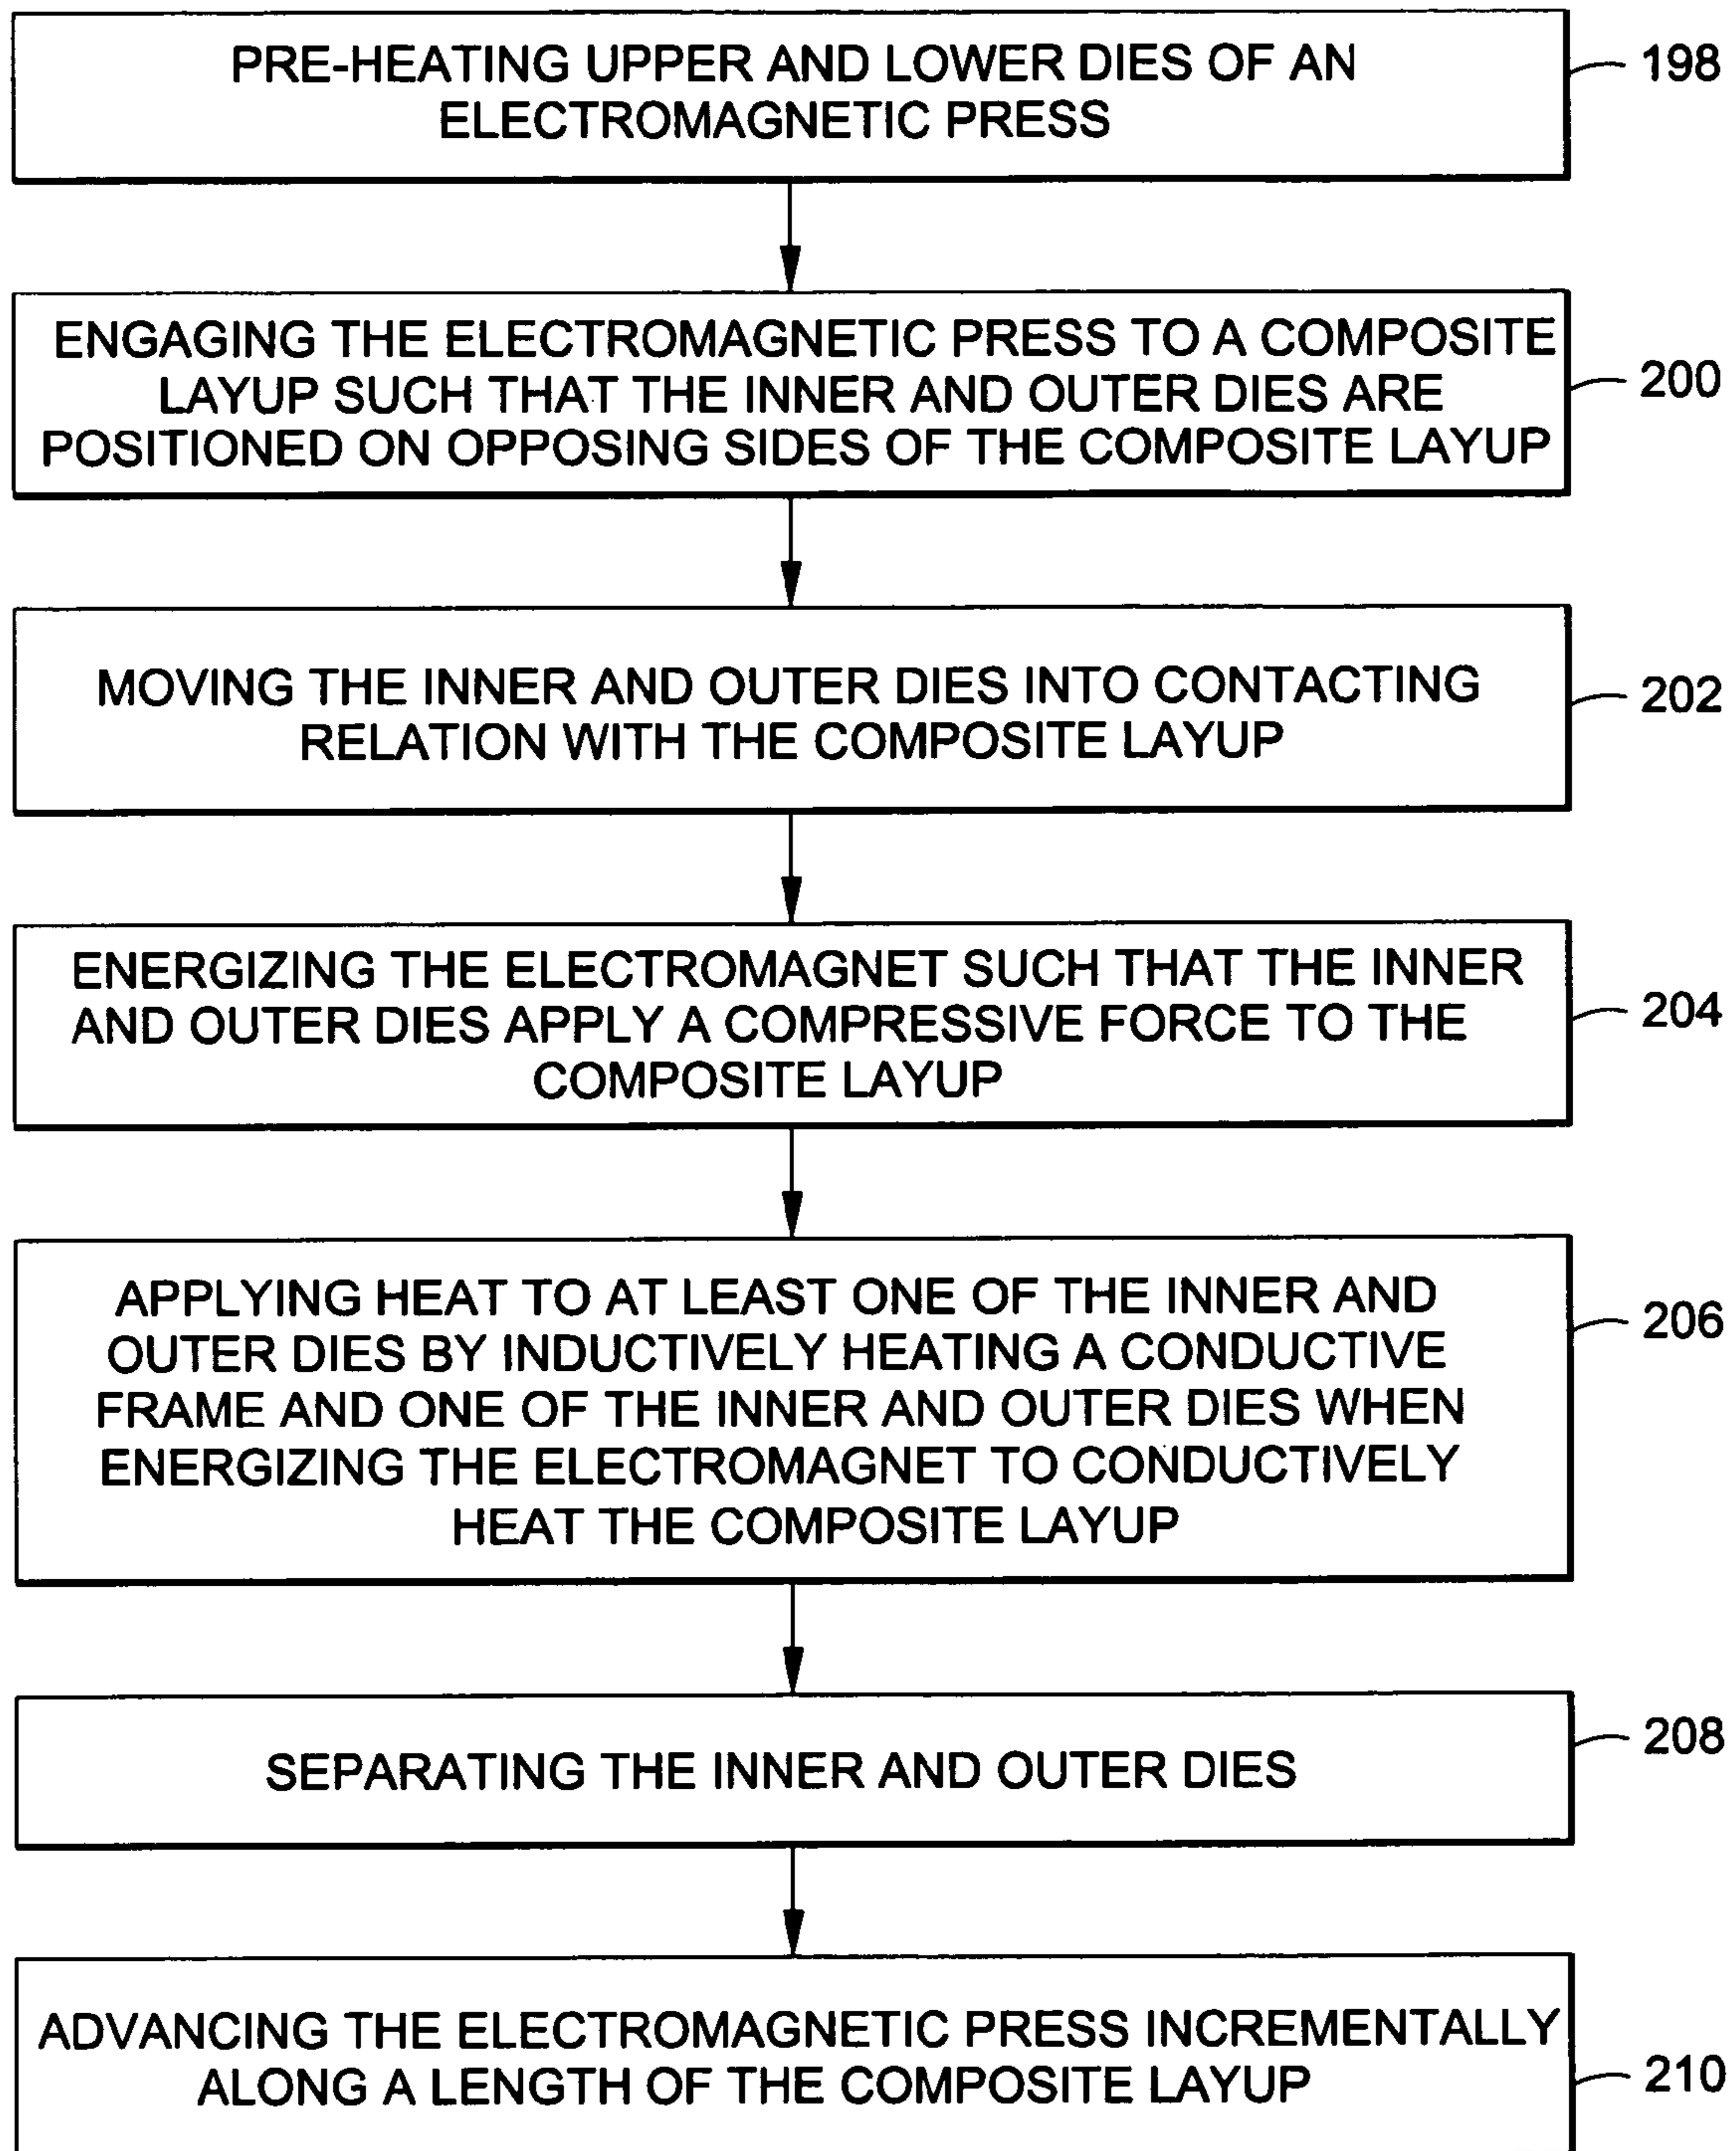 PRE-HEATING UPPER AND LOWER DIES OF AN
ELECTROMAGNETIC PRESS
198
ENGAGING THE ELECTROMAGNETIC PRESS TO A COMPOSITE
LAYUP SUCH THAT THE INNER AND OUTER DIES ARE
POSITIONED ON OPPOSING SIDES OF THE COMPOSITE LAYUP
200
MOVING THE INNER AND OUTER DIES INTO CONTACTING
RELATION WITH THE COMPOSITE LAYUP
202
ENERGIZING THE ELECTROMAGNET SUCH THAT THE INNER
AND OUTER DIES APPLY A COMPRESSIVE FORCE TO THE
COMPOSITE LAYUP
204
APPLYING HEAT TO AT LEAST ONE OF THE INNER AND
OUTER DIES BY INDUCTIVELY HEATING A CONDUCTIVE
FRAME AND ONE OF THE INNER AND OUTER DIES WHEN
ENERGIZING THE ELECTROMAGNET TO CONDUCTIVELY
HEAT THE COMPOSITE LAYUP
206
SEPARATING THE INNER AND OUTER DIES
208
ADVANCING THE ELECTROMAGNETIC PRESS INCREMENTALLY
ALONG A LENGTH OF THE COMPOSITE LAYUP
210